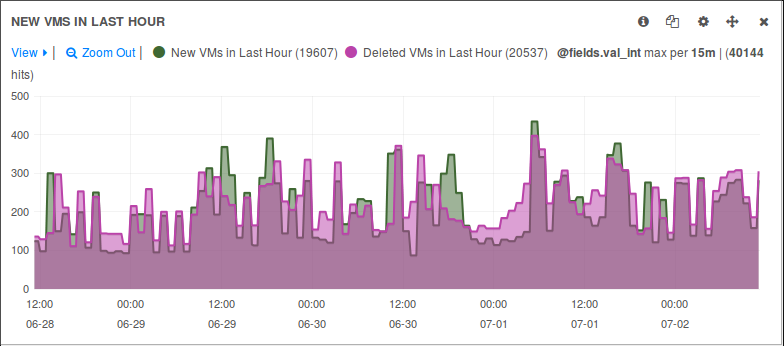 NEW VMS IN LAST HOUR
View | Zoom Out | New VMs in Last Hour (19607) Deleted VMs in Last Hour (20537) @fields.val_int max per 15m | (40144
hits)
500
400
300
200
100
0
12:00 00:00 12:00 00:00 12:00 00:00 12:00 00:00
06-28 06-29 06-29 06-30 06-30 07-01 07-01 07-02